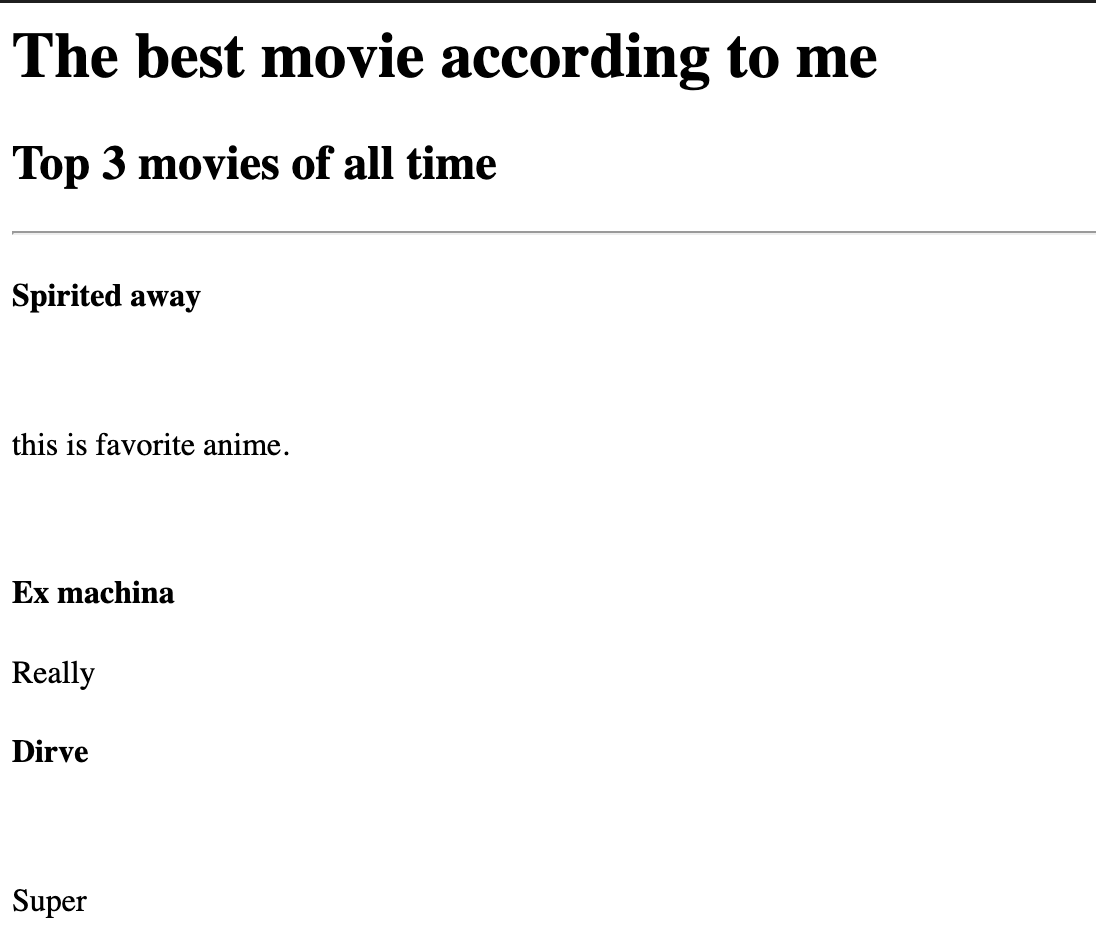 The best movie according to me
Top 3 movies of all time
Spirited away
this is favorite anime.
Ex machina
Really
Dirve
Super